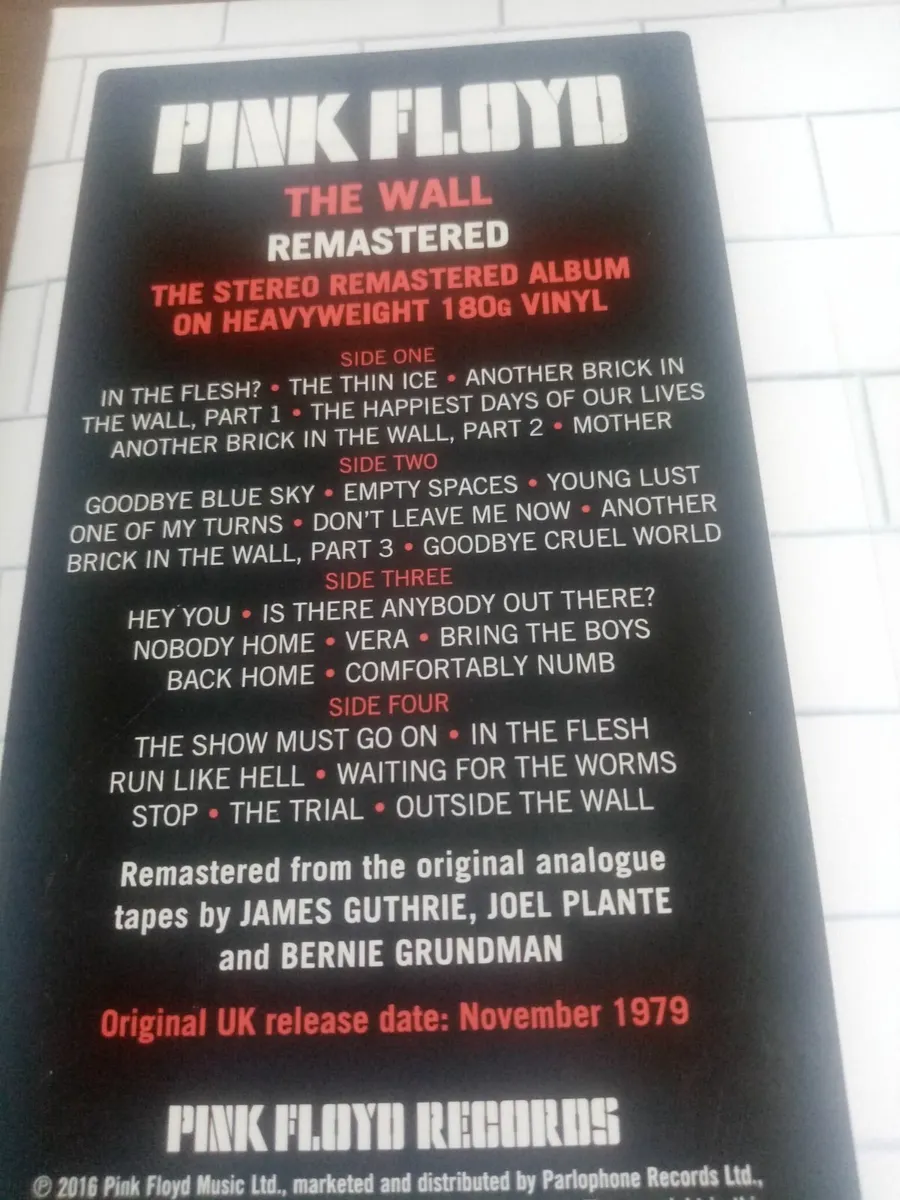 PINK FLOYD
THE WALL
REMASTERED
THE STEREO REMASTERED ALBUM
ON HEAVYWEIGHT 180G VINYL
SIDE ONE
IN THE FLESH? • THE THIN ICE • ANOTHER BRICK IN
THE WALL, PART 1 • THE HAPPIEST DAYS OF OUR LIVES
ANOTHER BRICK IN THE WALL, PART 2 • MOTHER
SIDE TWO
GOODBYE BLUE SKY • EMPTY SPACES • YOUNG LUST
ONE OF MY TURNS • DON'T LEAVE ME NOW • ANOTHER
BRICK IN THE WALL, PART 3 • GOODBYE CRUEL WORLD
SIDE THREE
HEY YOU • IS THERE ANYBODY OUT THERE?
NOBODY HOME • VERA • BRING THE BOYS
BACK HOME • COMFORTABLY NUMB
SIDE FOUR
THE SHOW MUST GO ON • IN THE FLESH
RUN LIKE HELL • WAITING FOR THE WORMS
STOP • THE TRIAL • OUTSIDE THE WALL
Remastered from the original analogue
tapes by JAMES GUTHRIE, JOEL PLANTE
and BERNIE GRUNDMAN
Original UK release date: November 1979
PINK FLOYD RECORDS
℗ 2016 Pink Floyd Music Ltd., marketed and distributed by Parlophone Records Ltd.,